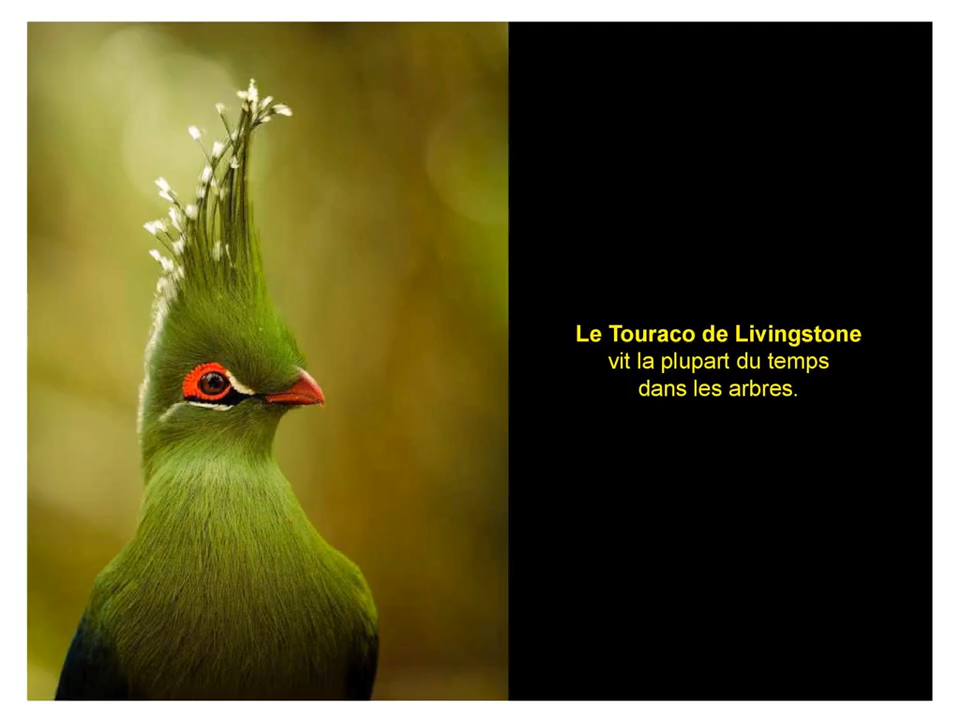 Le Touraco de Livingstone
vit la plupart du temps
dans les arbres.